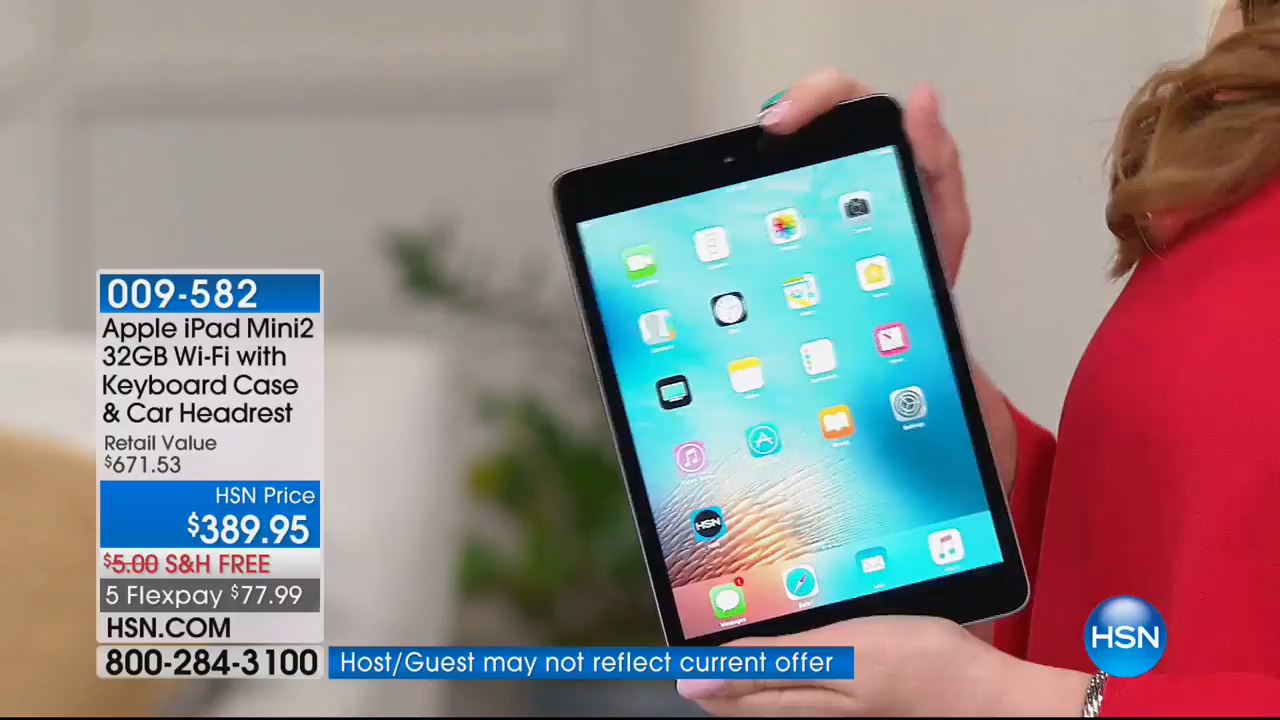 009-582
Apple iPad Mini2
32GB Wi-Fi with
Keyboard Case
& Car Headrest
Retail Value
$671.53
HSN Price
$389.95
$5.00 S&H FREE
5 Flexpay $77.99
HSN.COM
800-284-3100
Host/Guest may not reflect current offer
HSN
HSN
Messages
Safari